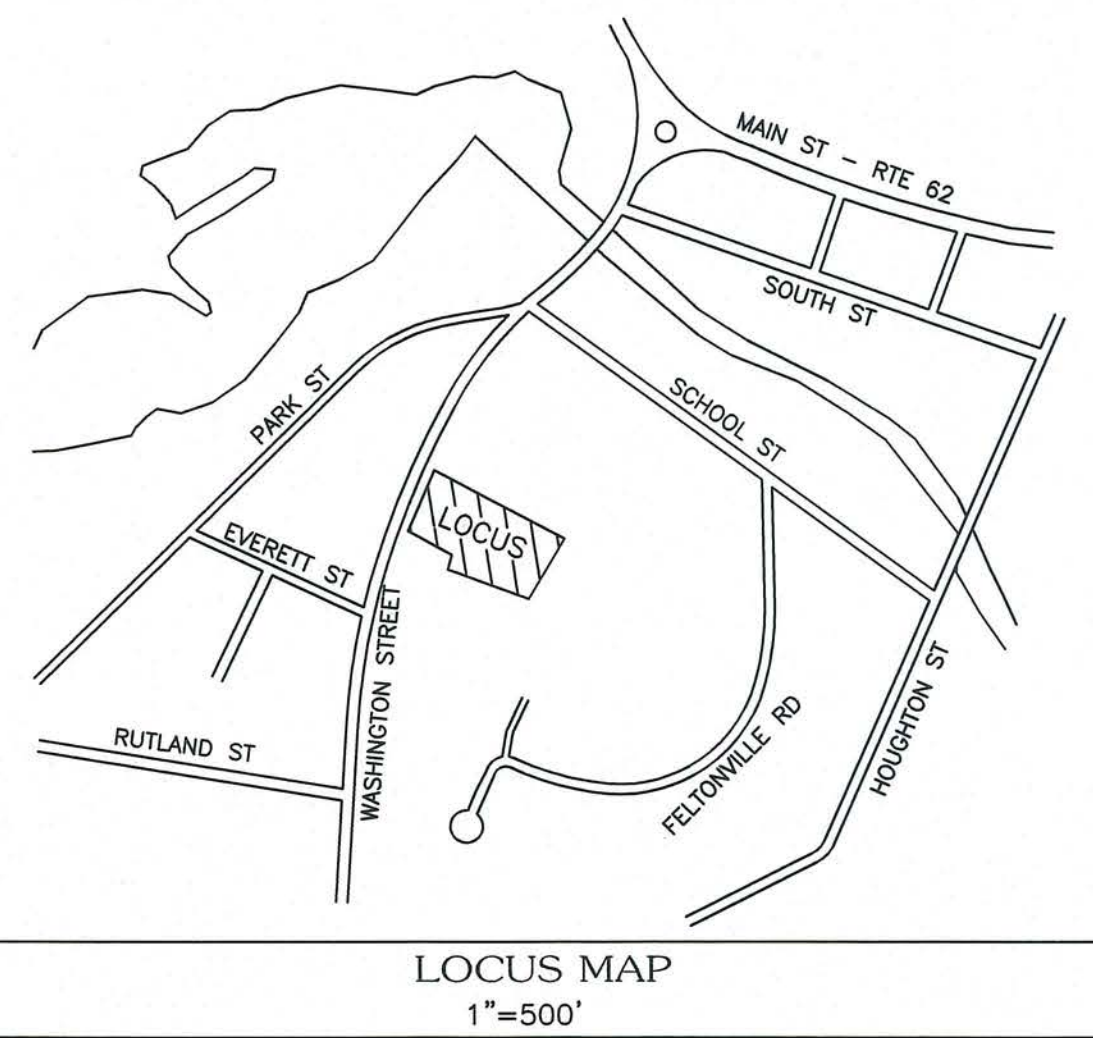 MAIN ST - RTE 62
SOUTH ST
PARK ST
SCHOOL ST
LOCUS
EVERETT ST
WASHINGTON STREET
HOUGHTON ST
FELTONVILLE RD
RUTLAND ST
LOCUS MAP
1"=500'